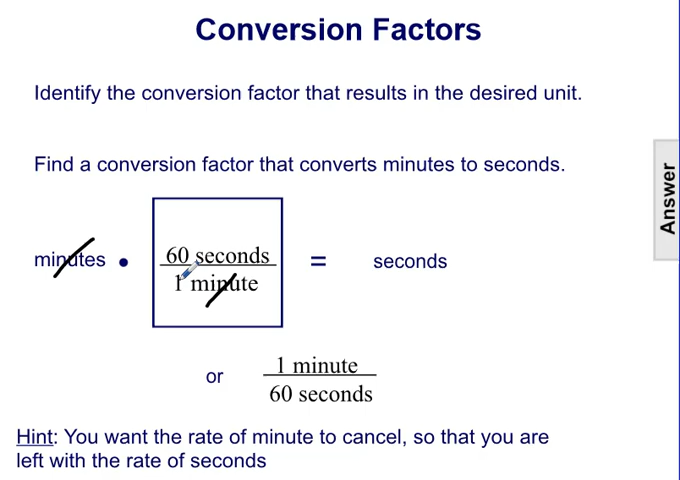 Conversion Factors
Identify the conversion factor that results in the desired unit.
Find a conversion factor that converts minutes to seconds.
Answer
minutes • 60 seconds = seconds
1 minute
or 1 minute
60 seconds
Hint: You want the rate of minute to cancel, so that you are
left with the rate of seconds